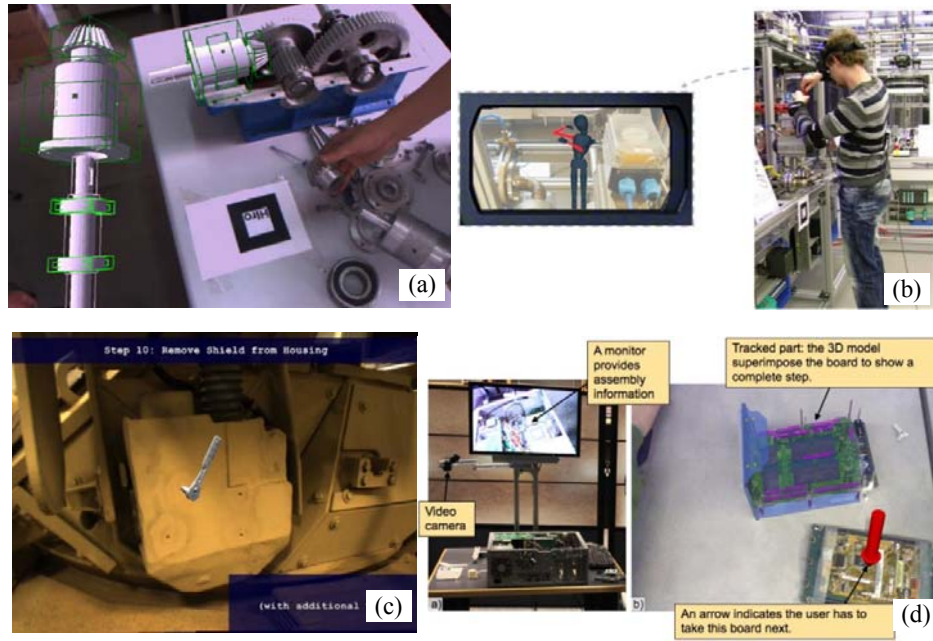 (a)
Hiro
(b)
Step 10: Remove Shield from Housing
(with additional
(c)
A monitor
provides
assembly
information
Video
camera
a)
Tracked part: the 3D model
superimpose the board to show a
complete step.
b)
An arrow indicates the user has to
take this board next.
(d)